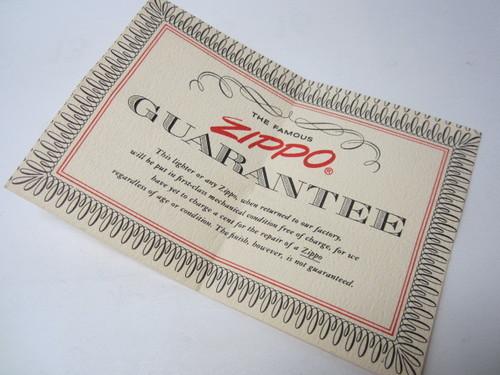 THE FAMOUS
ZIPPO®
GUARANTEE
This lighter or any Zippo, when returned to our factory,
will be put in first-class mechanical condition free of charge, for we
have yet to charge a cent for the repair of a Zippo
regardless of age or condition. The finish, however, is not guaranteed.